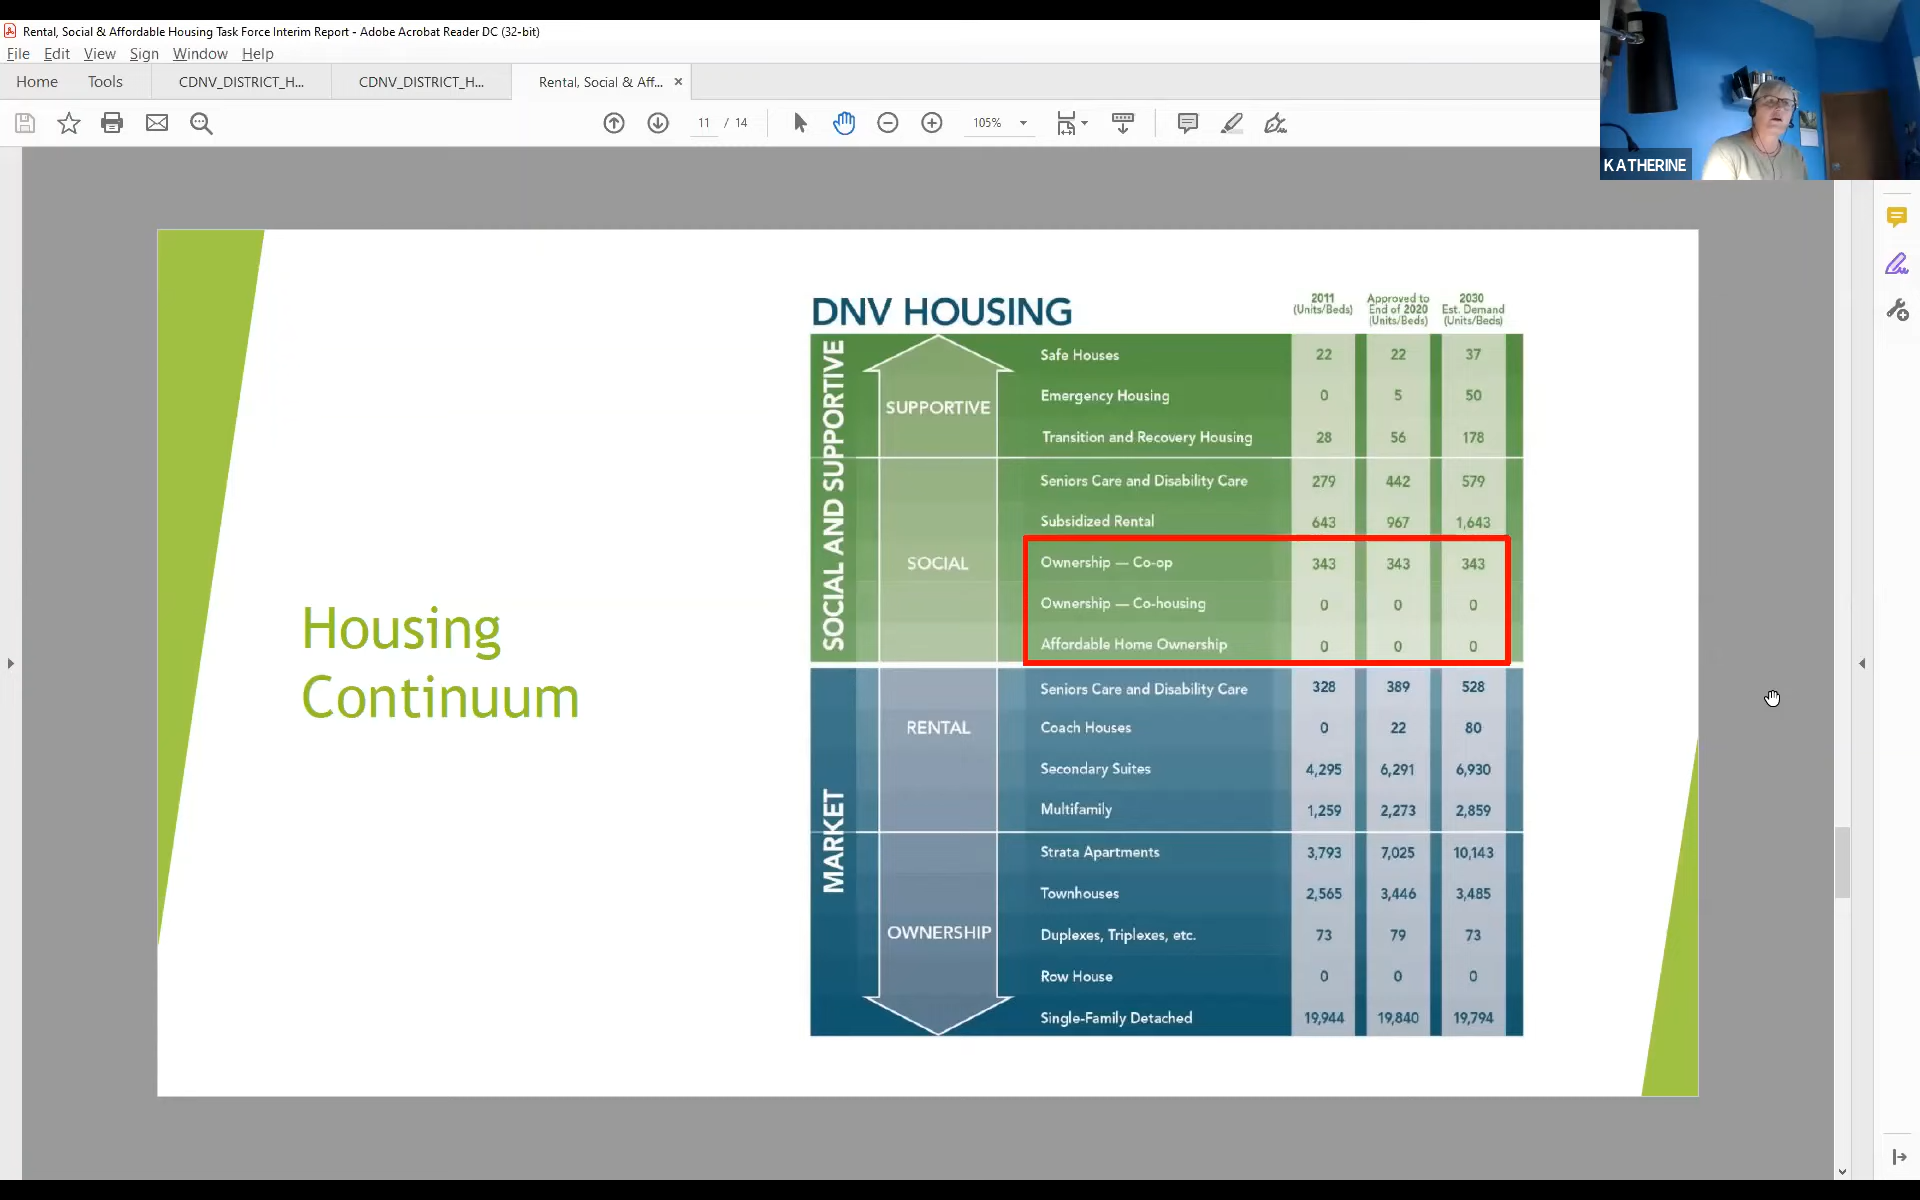 Rental, Social & Affordable Housing Task Force Interim Report - Adobe Acrobat Reader DC (32-bit)
File Edit View Sign Window Help
Home Tools CDNV_DISTRICT_H... CDNV_DISTRICT_H... Rental, Social & Aff... ×
11 / 14 105%
KATHERINE
Housing
Continuum
DNV HOUSING
2011 (Units/Beds)
Approved to End of 2020 (Units/Beds)
2030 Est. Demand (Units/Beds)
SOCIAL AND SUPPORTIVE
SUPPORTIVE
Safe Houses 22 22 37
Emergency Housing 0 5 50
Transition and Recovery Housing 28 56 178
SOCIAL
Seniors Care and Disability Care 279 442 579
Subsidized Rental 643 967 1,643
Ownership — Co-op 343 343 343
Ownership — Co-housing 0 0 0
Affordable Home Ownership 0 0 0
MARKET
RENTAL
Seniors Care and Disability Care 328 389 528
Coach Houses 0 22 80
Secondary Suites 4,295 6,291 6,930
Multifamily 1,259 2,273 2,859
OWNERSHIP
Strata Apartments 3,793 7,025 10,143
Townhouses 2,565 3,446 3,485
Duplexes, Triplexes, etc. 73 79 73
Row House 0 0 0
Single-Family Detached 19,944 19,840 19,794